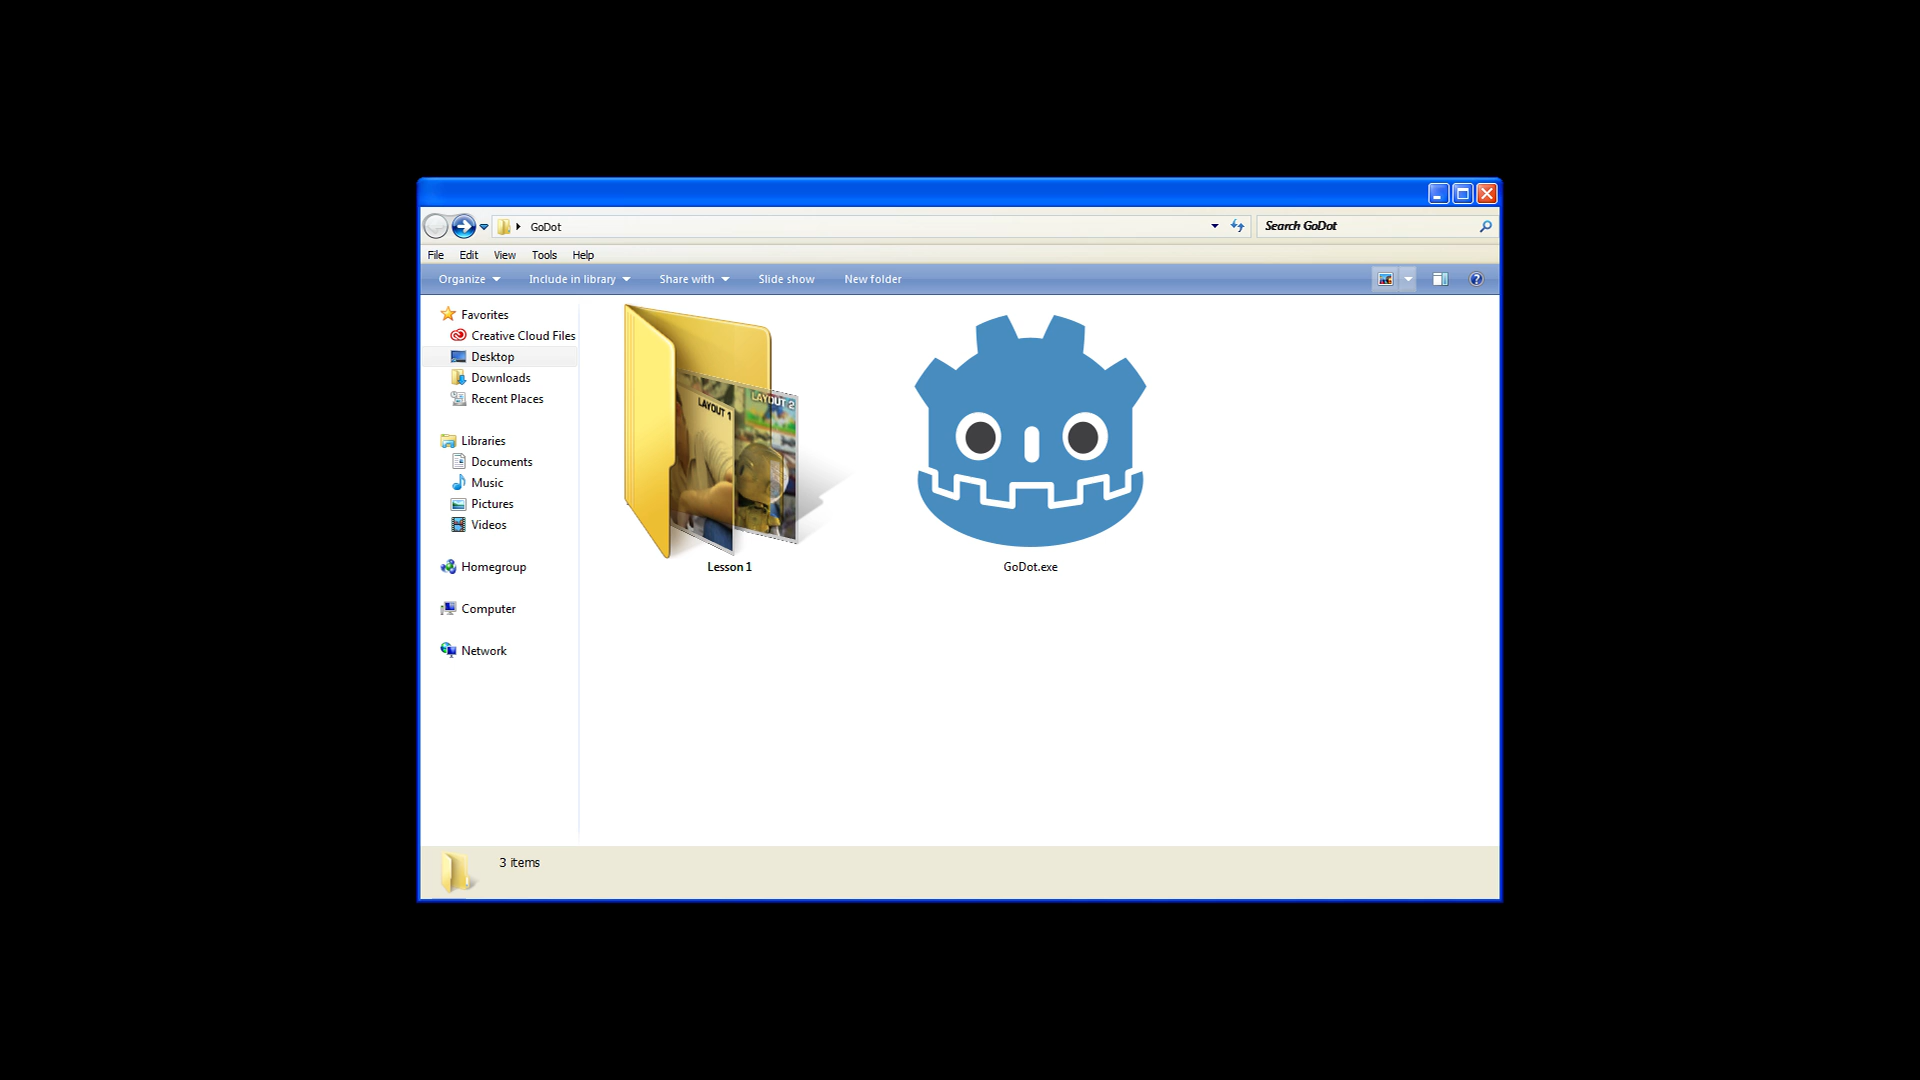 GoDot
Search GoDot
File Edit View Tools Help
Organize Include in library Share with Slide show New folder
Favorites
Creative Cloud Files
Desktop
Downloads
Recent Places
Libraries
Documents
Music
Pictures
Videos
Homegroup
Computer
Network
LAYOUT 1
LAYOUT 2
Lesson 1
GoDot.exe
3 items